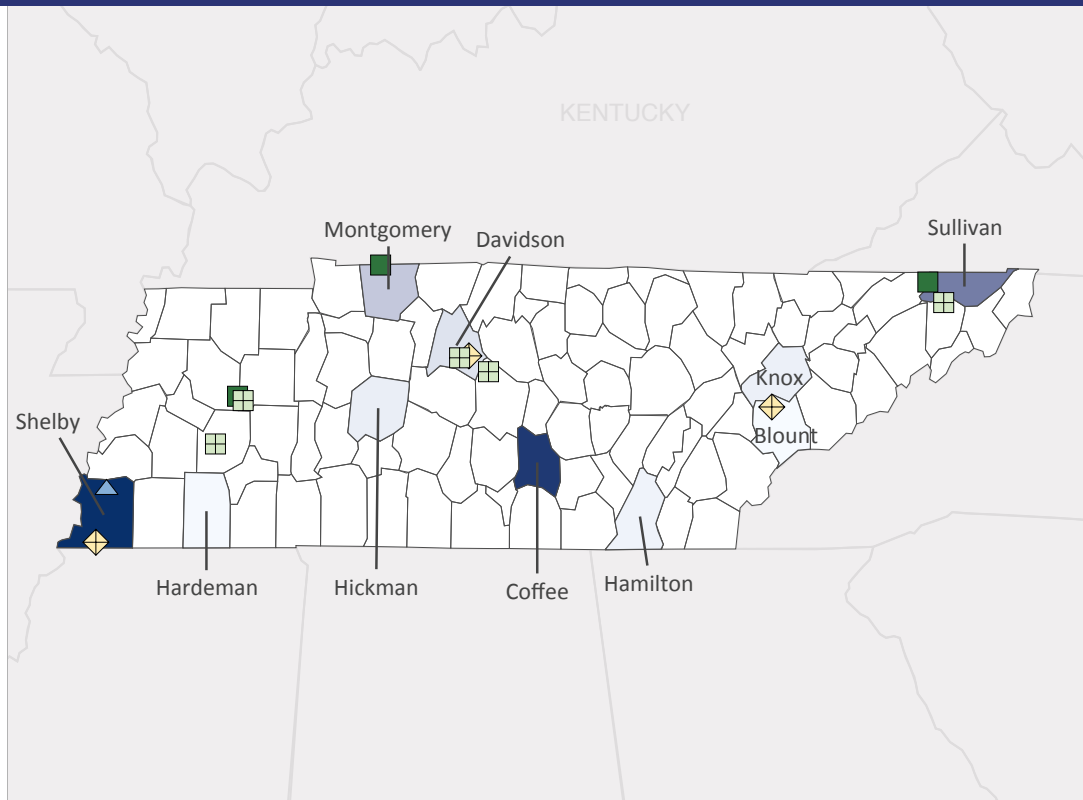 KENTUCKY
Montgomery
Davidson
Sullivan
Knox
Shelby
Blount
Hardeman
Hickman
Coffee
Hamilton